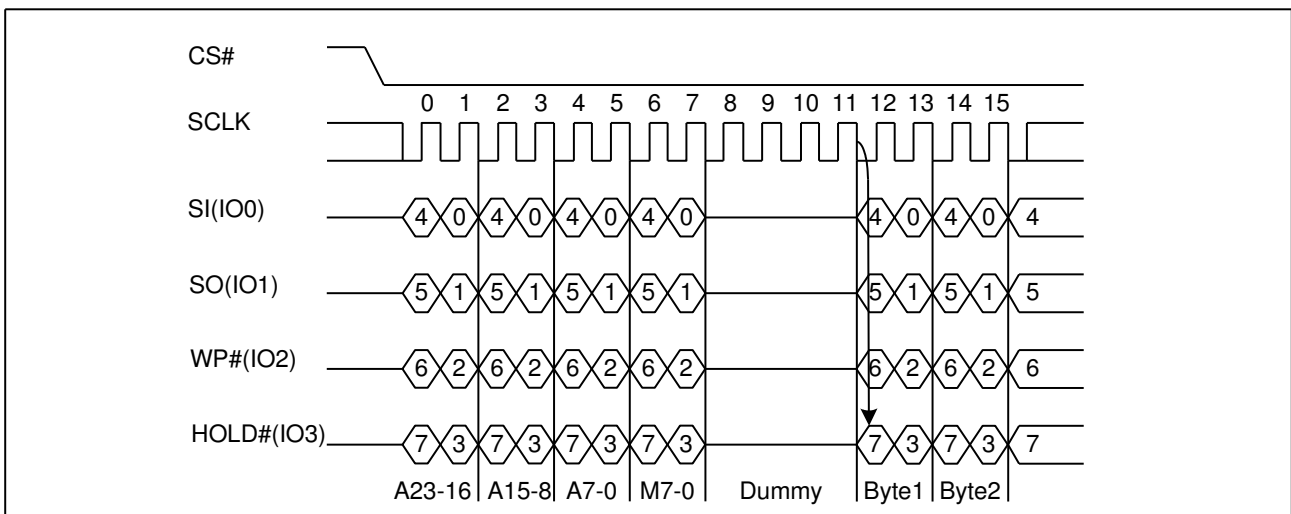 CS#
0 1 2 3 4 5 6 7 8 9 10 11 12 13 14 15
SCLK
SI(IO0) 4 0 4 0 4 0 4 0 4 0 4 0 4
SO(IO1) 5 1 5 1 5 1 5 1 5 1 5 1 5
WP#(IO2) 6 2 6 2 6 2 6 2 6 2 6 2 6
HOLD#(IO3) 7 3 7 3 7 3 7 3 7 3 7 3 7
A23-16 A15-8 A7-0 M7-0 Dummy Byte1 Byte2